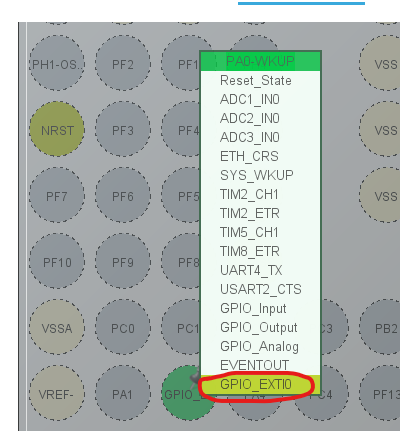 PH1-OS..
PF2
PF1
PA0-WKUP
VSS
Reset_State
ADC1_IN0
ADC2_IN0
NRST
PF3
PF4
ADC3_IN0
VSS
ETH_CRS
SYS_WKUP
PF7
PF6
PF5
TIM2_CH1
VSS
TIM2_ETR
TIM5_CH1
PF10
PF9
PF8
TIM8_ETR
UART4_TX
USART2_CTS
GPIO_Input
VSSA
PC0
PC1
GPIO_Output
PB2
GPIO_Analog
EVENTOUT
VREF-
PA1
GPIO_
GPIO_EXTI0
PF13